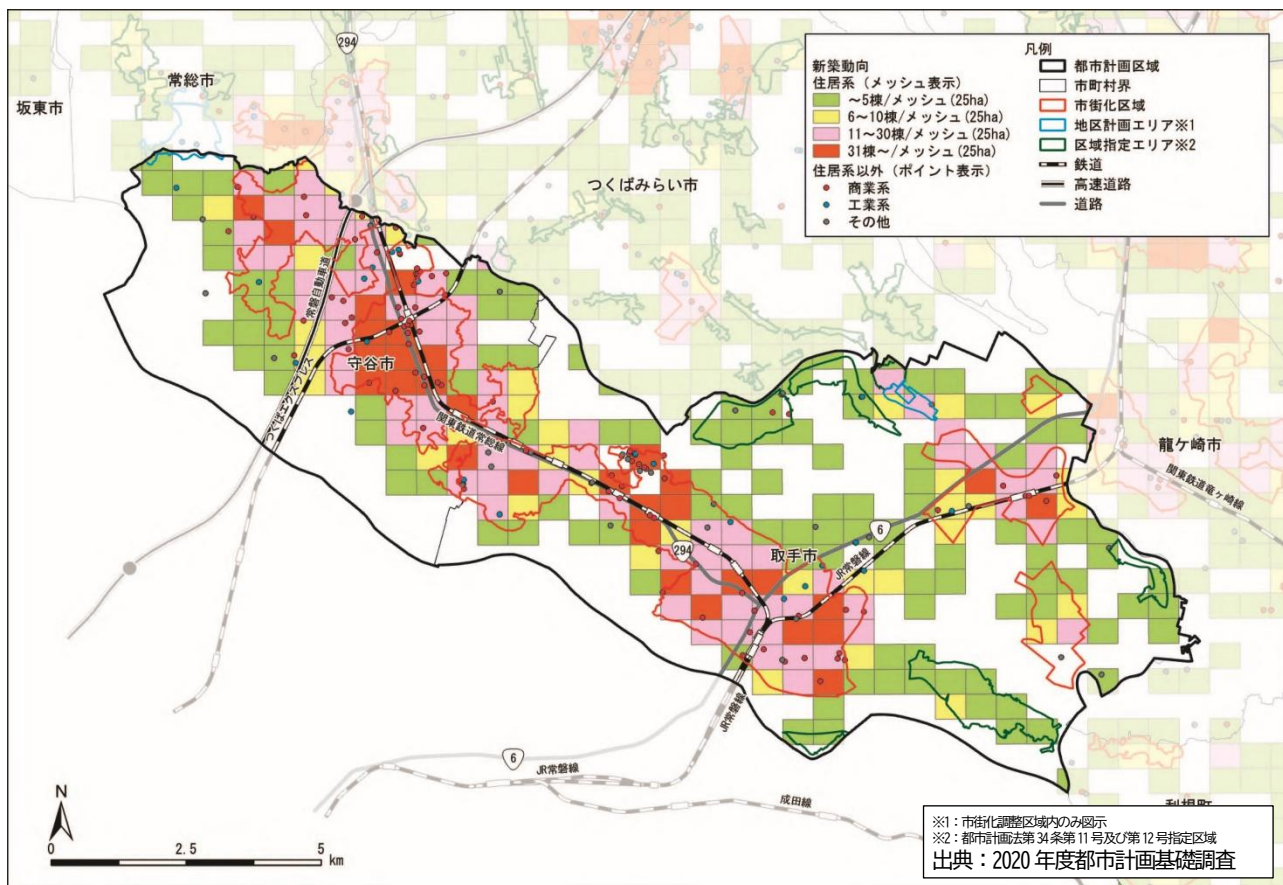 凡例
新築動向
住居系（メッシュ表示）
～5棟/メッシュ(25ha)
6～10棟/メッシュ(25ha)
11～30棟/メッシュ(25ha)
31棟～/メッシュ(25ha)
住居系以外（ポイント表示）
商業系
工業系
その他
都市計画区域
市町村界
市街化区域
地区計画エリア※1
区域指定エリア※2
鉄道
高速道路
道路
294
常総市
坂東市
つくばみらい市
常磐自動車道
守谷市
つくばエクスプレス
関東鉄道常総線
龍ケ崎市
関東鉄道竜ヶ崎線
6
294
取手市
JR常磐線
JR常磐線
6
JR常磐線
成田線
利根町
N
0 2.5 5
km
※1：市街化調整区域内のみ図示
※2：都市計画法第34条第11号及び第12号指定区域
出典：2020年度都市計画基礎調査